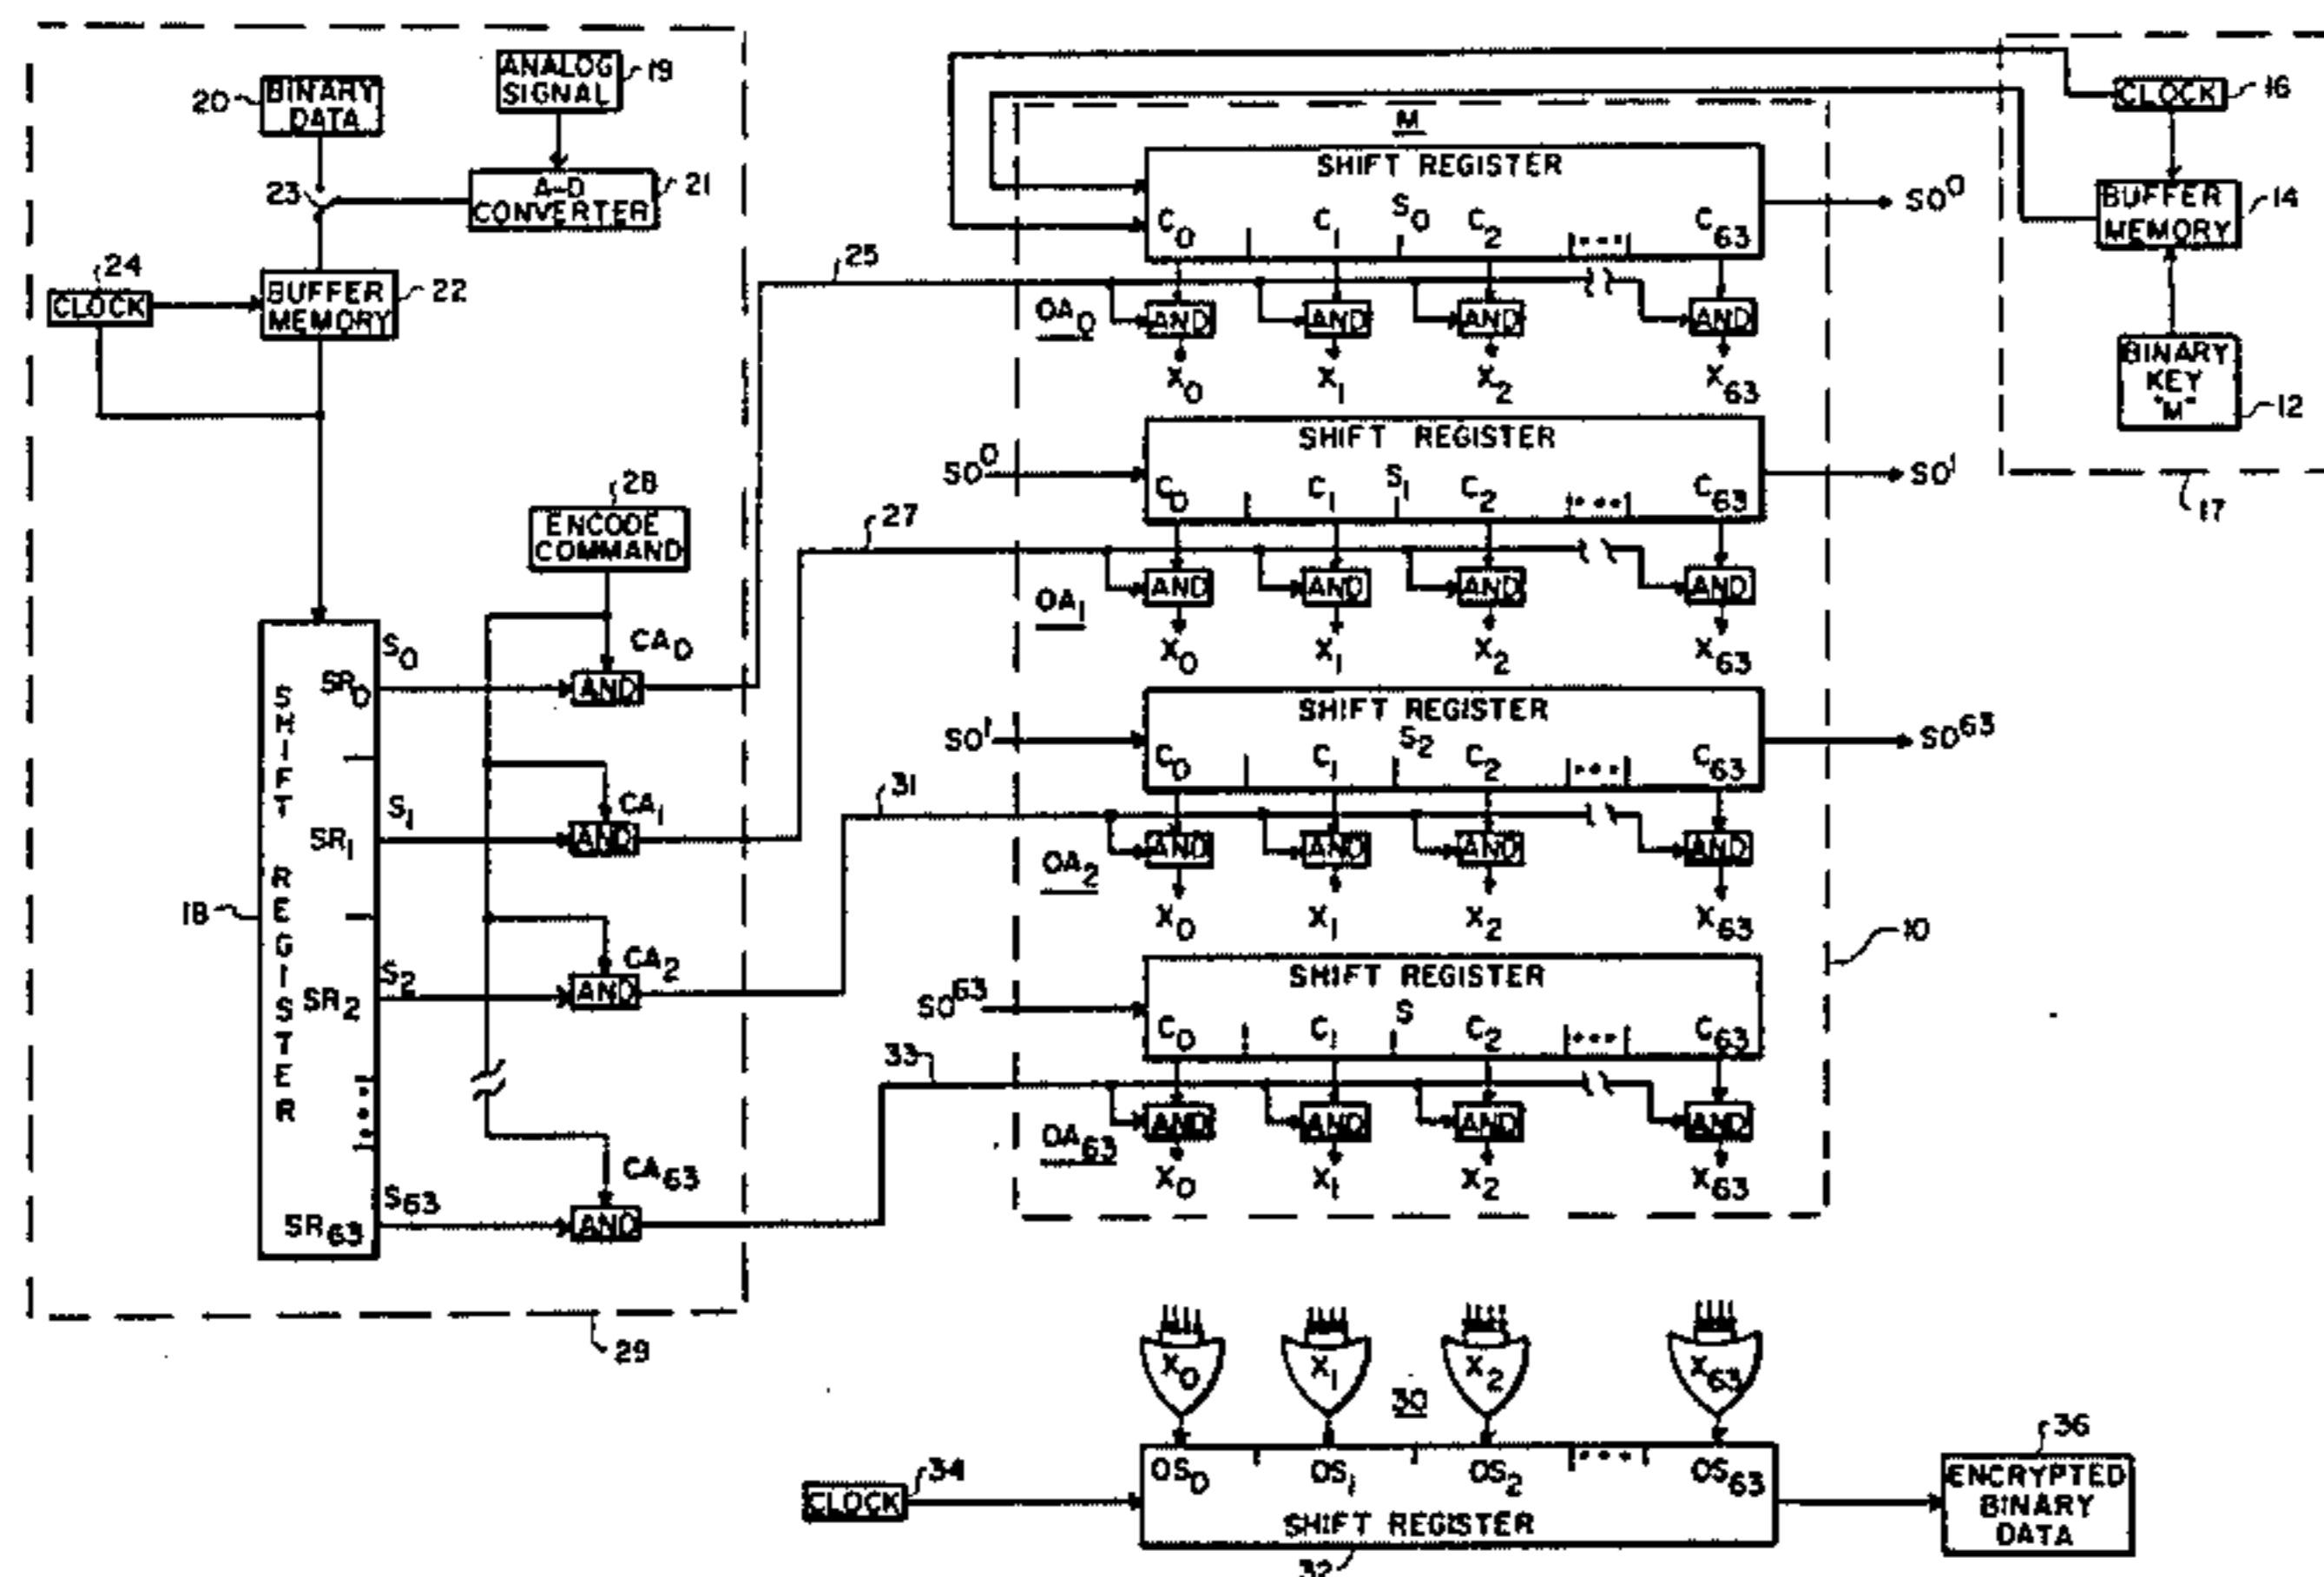 20
BINARY
DATA
ANALOG
SIGNAL
19
23
A-D
CONVERTER
21
24
CLOCK
BUFFER
MEMORY
22
28
ENCODE
COMMAND
18
SHIFT REGISTER
S0
SR0
CA0
AND
S1
SR1
CA1
AND
S2
SR2
CA2
AND
S63
SR63
CA63
AND
29
25
27
31
33
M
SHIFT REGISTER
C0 C1 S0 C2 ... C63
SO0
OA0
AND AND AND AND
X0 X1 X2 X63
SO0
SHIFT REGISTER
C0 C1 S1 C2 ... C63
SO1
OA1
AND AND AND AND
X0 X1 X2 X63
SO1
SHIFT REGISTER
C0 C1 S2 C2 ... C63
SO63
OA2
AND AND AND AND
X0 X1 X2 X63
10
SO63
SHIFT REGISTER
C0 C1 S C2 ... C63
OA63
AND AND AND AND
X0 X1 X2 X63
CLOCK
16
BUFFER
MEMORY
14
BINARY
KEY
"M"
12
17
X0 X1 X2 X63
30
CLOCK
34
OS0 OS1 OS2 ... OS63
SHIFT REGISTER
32
36
ENCRYPTED
BINARY
DATA